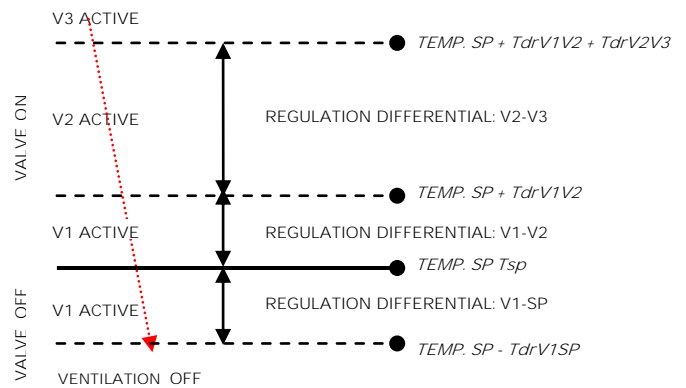 V3 ACTIVE
TEMP. SP + TdrV1V2 + TdrV2V3
VALVE ON
V2 ACTIVE
REGULATION DIFFERENTIAL: V2-V3
TEMP. SP + TdrV1V2
V1 ACTIVE
REGULATION DIFFERENTIAL: V1-V2
TEMP. SP Tsp
VALVE OFF
V1 ACTIVE
REGULATION DIFFERENTIAL: V1-SP
TEMP. SP - TdrV1SP
VENTILATION OFF